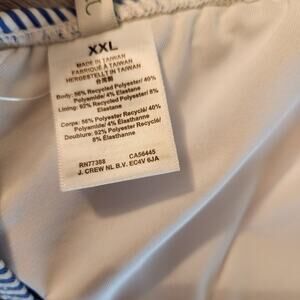 XXL
MADE IN TAIWAN
FABRIQUÉ À TAIWAN
HERGESTELLT IN TAIWAN
台灣製
Body: 56% Recycled Polyester/ 40%
Polyamide/ 4% Elastane
Lining: 92% Recycled Polyester/ 8%
Elastane
Corps: 56% Polyester Recyclé/ 40%
Polyamide/ 4% Élasthanne
Doublure: 92% Polyester Recyclé/
8% Élasthanne
RN77388 CA56445
J. CREW NL B.V. EC4V 6JA